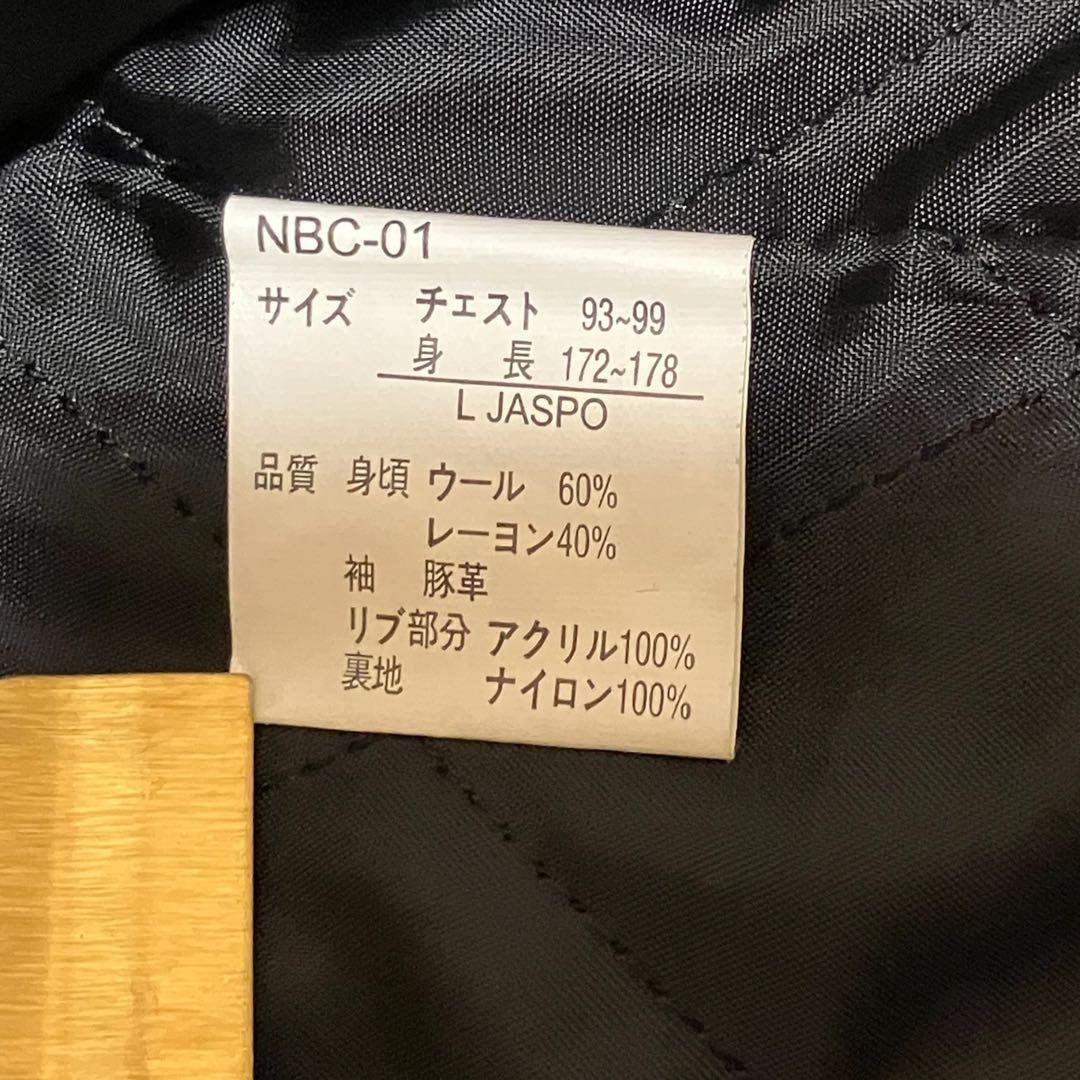 NBC-01
サイズ チェスト 93~99
身 長 172~178
L JASPO
品質 身頃 ウール 60%
レーヨン40%
袖 豚革
リブ部分 アクリル100%
裏地 ナイロン100%